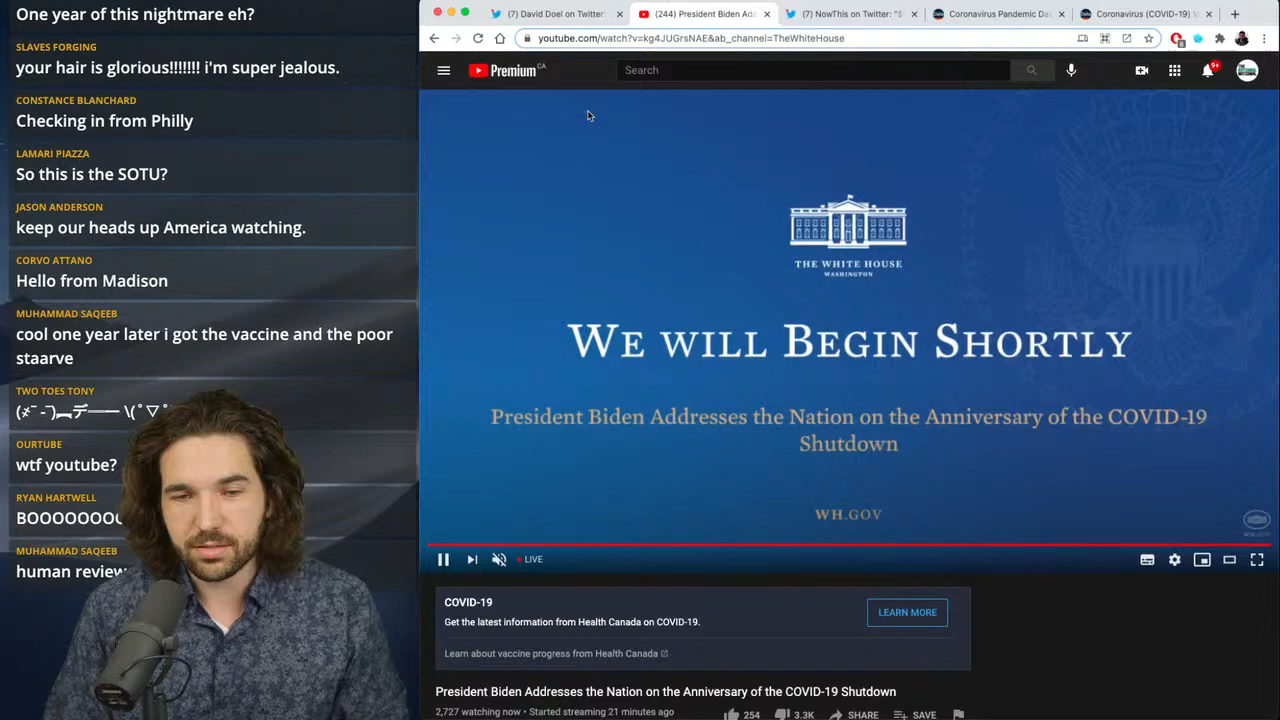 One year of this nightmare eh?
SLAVES FORGING
your hair is glorious!!!!!!! i'm super jealous.
CONSTANCE BLANCHARD
Checking in from Philly
LAMARI PIAZZA
So this is the SOTU?
JASON ANDERSON
keep our heads up America watching.
CORVO ATTANO
Hello from Madison
MUHAMMAD SAQEEB
cool one year later i got the vaccine and the poor
staarve
TWO TOES TONY
OURTUBE
wtf youtube?
RYAN HARTWELL
BOOOOOOO
MUHAMMAD SAQEEB
human review
(7) David Doel on Twitter:
(244) President Biden Ad
(7) NowThis on Twitter: "S
Coronavirus Pandemic Da
Coronavirus (COVID-19) V
youtube.com/watch?v=kg4JUGrsNAE&ab_channel=TheWhiteHouse
Premium CA
Search
9+
THE WHITE HOUSE
WASHINGTON
WE WILL BEGIN SHORTLY
President Biden Addresses the Nation on the Anniversary of the COVID-19
Shutdown
WH.GOV
LIVE
COVID-19
Get the latest information from Health Canada on COVID-19.
LEARN MORE
Learn about vaccine progress from Health Canada
President Biden Addresses the Nation on the Anniversary of the COVID-19 Shutdown
2,727 watching now • Started streaming 21 minutes ago
254
3.3K
SHARE
SAVE